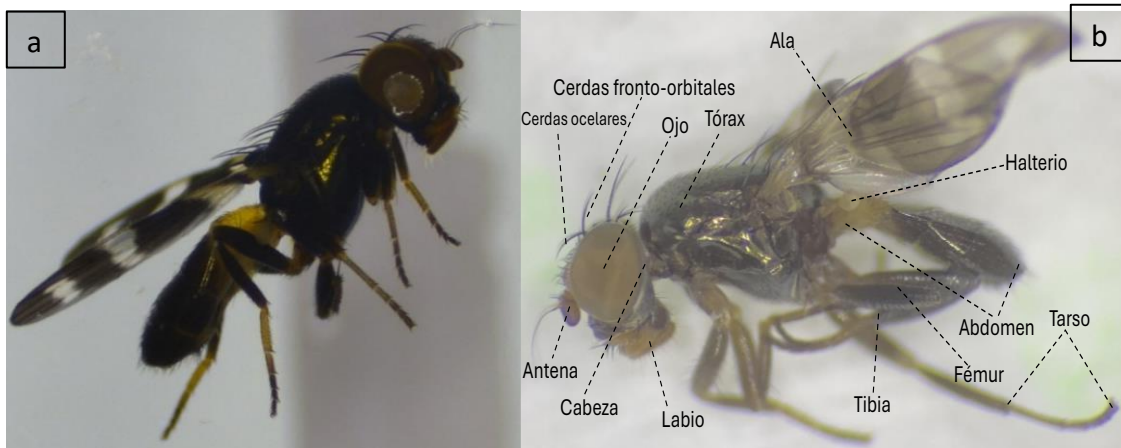 a
b
Ala
Cerdas fronto-orbitales
Cerdas ocelares
Ojo
Tórax
Halterio
Abdomen
Tarso
Fémur
Tibia
Antena
Cabeza
Labio